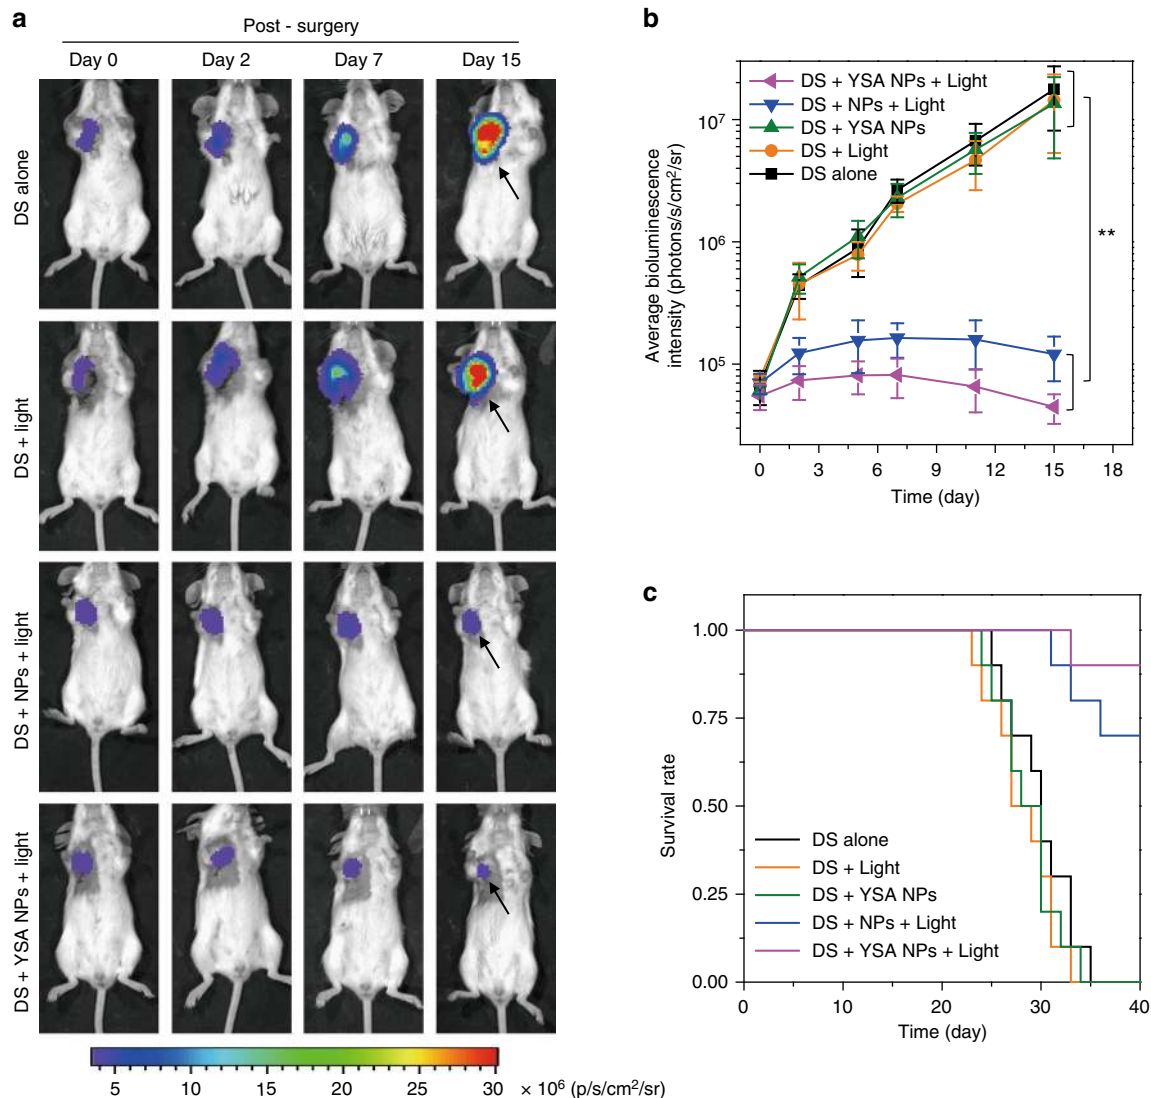 a
Post - surgery
Day 0 Day 2 Day 7 Day 15
DS alone
DS + light
DS + NPs + light
DS + YSA NPs + light
5 10 15 20 25 30 × 10⁶ (p/s/cm²/sr)
b
DS + YSA NPs + Light
DS + NPs + Light
DS + YSA NPs
DS + Light
DS alone
10⁷
10⁶
10⁵
**
Average bioluminescence
intensity (photons/s/cm²/sr)
0 3 6 9 12 15 18
Time (day)
c
1.00
0.75
0.50
0.25
0.00
Survival rate
DS alone
DS + Light
DS + YSA NPs
DS + NPs + Light
DS + YSA NPs + Light
0 10 20 30 40
Time (day)